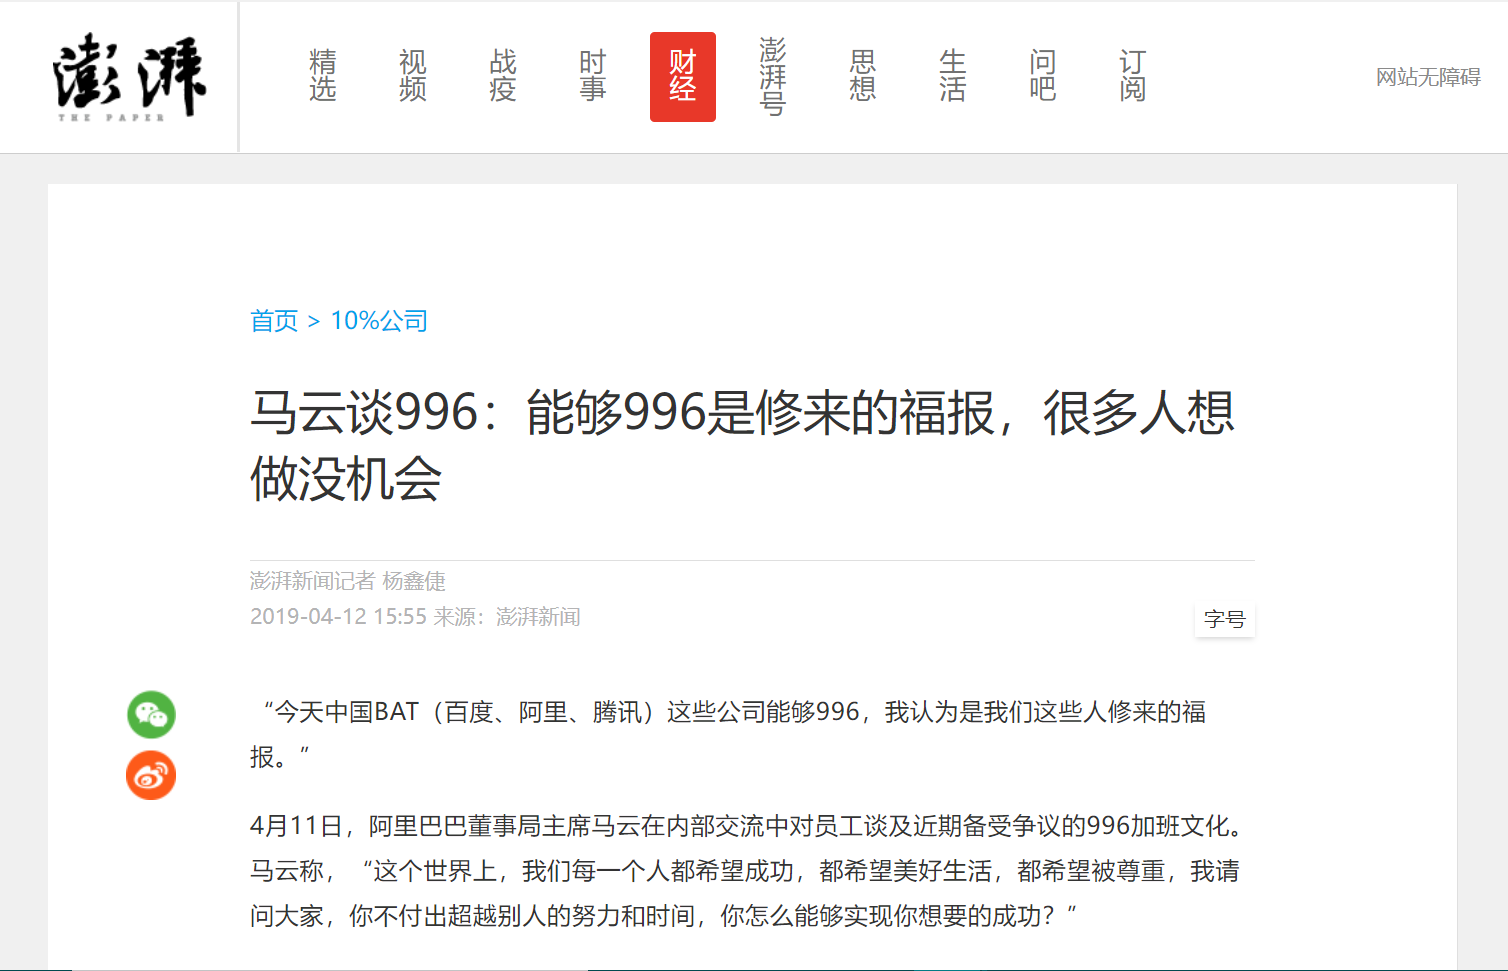 澎湃
THE PAPER
精选
视频
战疫
时事
财经
澎湃号
思想
生活
问吧
订阅
网站无障碍
首页 > 10%公司
马云谈996：能够996是修来的福报，很多人想
做没机会
澎湃新闻记者 杨鑫倢
2019-04-12 15:55 来源：澎湃新闻
字号
“今天中国BAT（百度、阿里、腾讯）这些公司能够996，我认为是我们这些人修来的福
报。”
4月11日，阿里巴巴董事局主席马云在内部交流中对员工谈及近期备受争议的996加班文化。
马云称，“这个世界上，我们每一个人都希望成功，都希望美好生活，都希望被尊重，我请
问大家，你不付出超越别人的努力和时间，你怎么能够实现你想要的成功？”